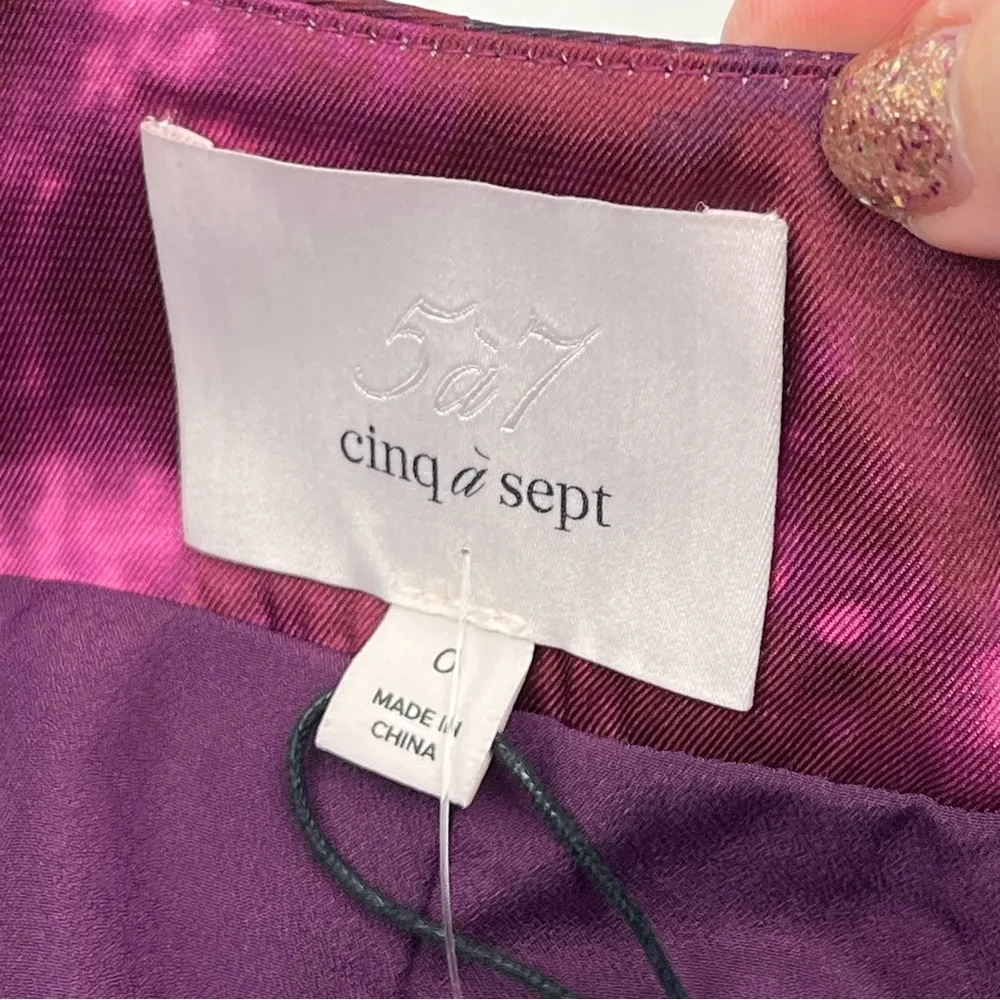 5à7
cinq à sept
0
MADE IN
CHINA